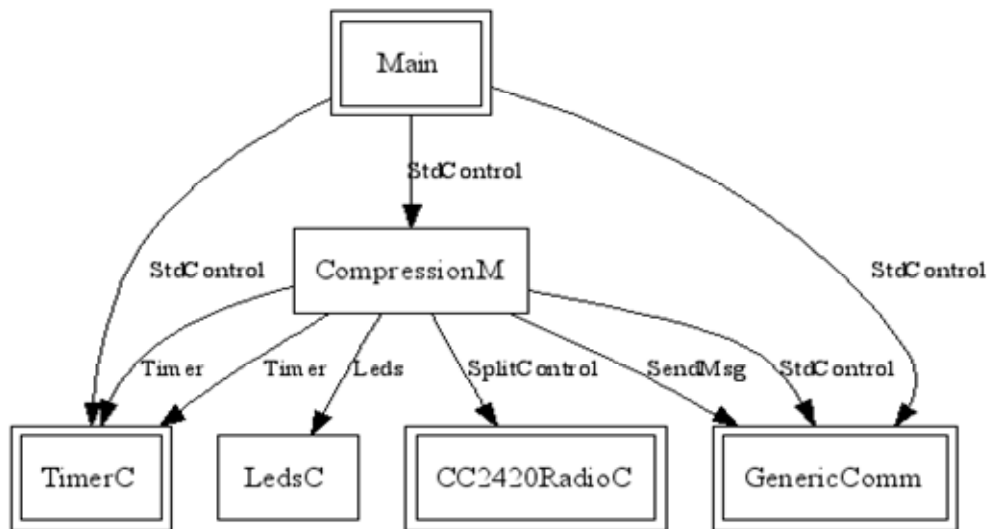 Main
StdControl
StdControl
StdControl
CompressionM
Timer
Timer
Leds
SplitControl
SendMsg
StdControl
TimerC
LedsC
CC2420RadioC
GenericComm